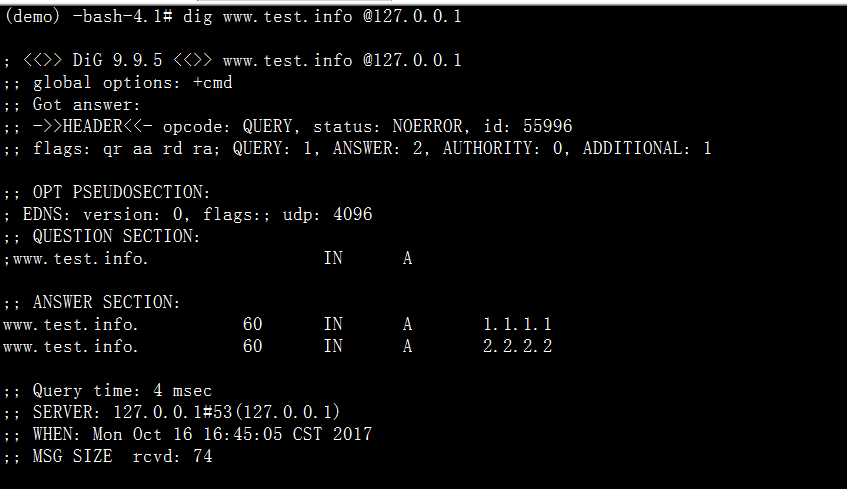 (demo) -bash-4.1# dig www.test.info @127.0.0.1
; <<>> DiG 9.9.5 <<>> www.test.info @127.0.0.1
;; global options: +cmd
;; Got answer:
;; ->>HEADER<<- opcode: QUERY, status: NOERROR, id: 55996
;; flags: qr aa rd ra; QUERY: 1, ANSWER: 2, AUTHORITY: 0, ADDITIONAL: 1
;; OPT PSEUDOSECTION:
; EDNS: version: 0, flags:; udp: 4096
;; QUESTION SECTION:
;www.test.info. IN A
;; ANSWER SECTION:
www.test.info. 60 IN A 1.1.1.1
www.test.info. 60 IN A 2.2.2.2
;; Query time: 4 msec
;; SERVER: 127.0.0.1#53(127.0.0.1)
;; WHEN: Mon Oct 16 16:45:05 CST 2017
;; MSG SIZE  rcvd: 74